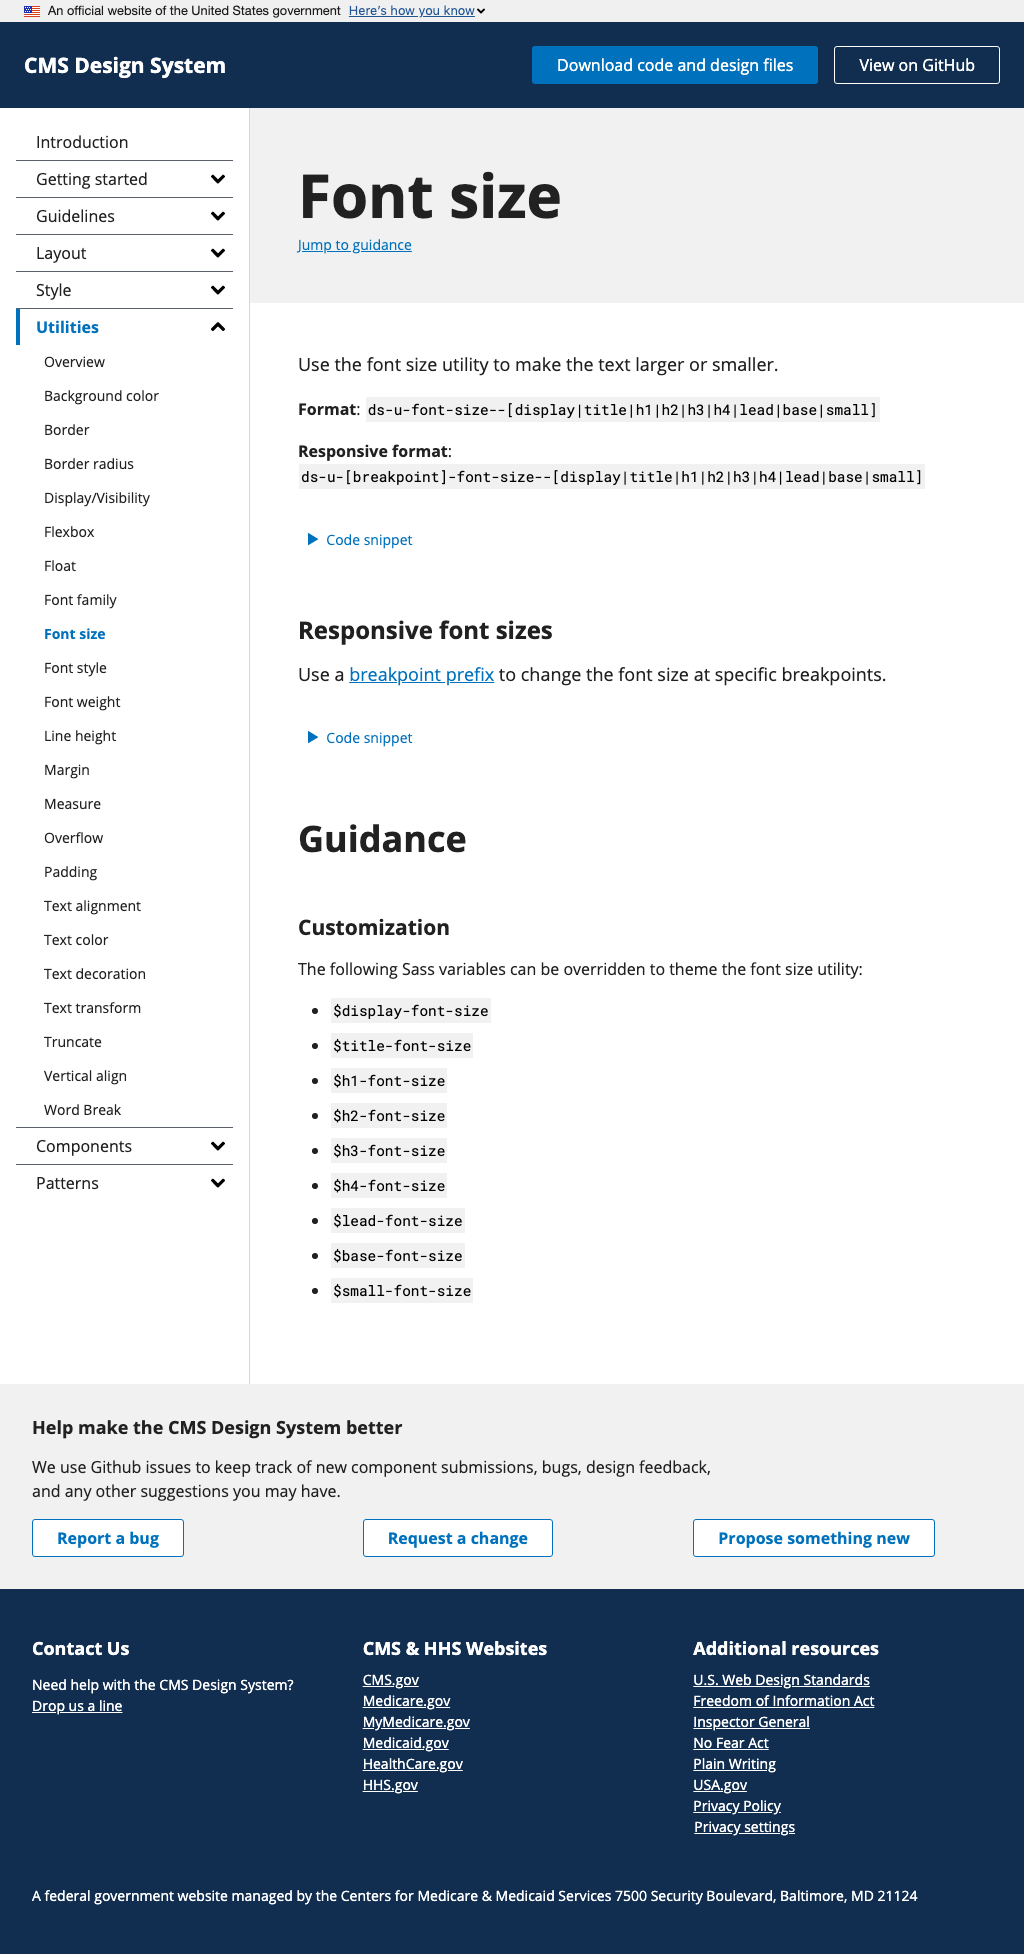 An official website of the United States government Here's how you know
CMS Design System
Download code and design files
View on GitHub
Introduction
Getting started
Guidelines
Layout
Style
Utilities
Overview
Background color
Border
Border radius
Display/Visibility
Flexbox
Float
Font family
Font size
Font style
Font weight
Line height
Margin
Measure
Overflow
Padding
Text alignment
Text color
Text decoration
Text transform
Truncate
Vertical align
Word Break
Components
Patterns
Font size
Jump to guidance
Use the font size utility to make the text larger or smaller.
Format: ds-u-font-size--[display|title|h1|h2|h3|h4|lead|base|small]
Responsive format:
ds-u-[breakpoint]-font-size--[display|title|h1|h2|h3|h4|lead|base|small]
Code snippet
Responsive font sizes
Use a breakpoint prefix to change the font size at specific breakpoints.
Code snippet
Guidance
Customization
The following Sass variables can be overridden to theme the font size utility:
$display-font-size
$title-font-size
$h1-font-size
$h2-font-size
$h3-font-size
$h4-font-size
$lead-font-size
$base-font-size
$small-font-size
Help make the CMS Design System better
We use Github issues to keep track of new component submissions, bugs, design feedback,
and any other suggestions you may have.
Report a bug
Request a change
Propose something new
Contact Us
Need help with the CMS Design System?
Drop us a line
CMS & HHS Websites
CMS.gov
Medicare.gov
MyMedicare.gov
Medicaid.gov
HealthCare.gov
HHS.gov
Additional resources
U.S. Web Design Standards
Freedom of Information Act
Inspector General
No Fear Act
Plain Writing
USA.gov
Privacy Policy
Privacy settings
A federal government website managed by the Centers for Medicare & Medicaid Services 7500 Security Boulevard, Baltimore, MD 21124